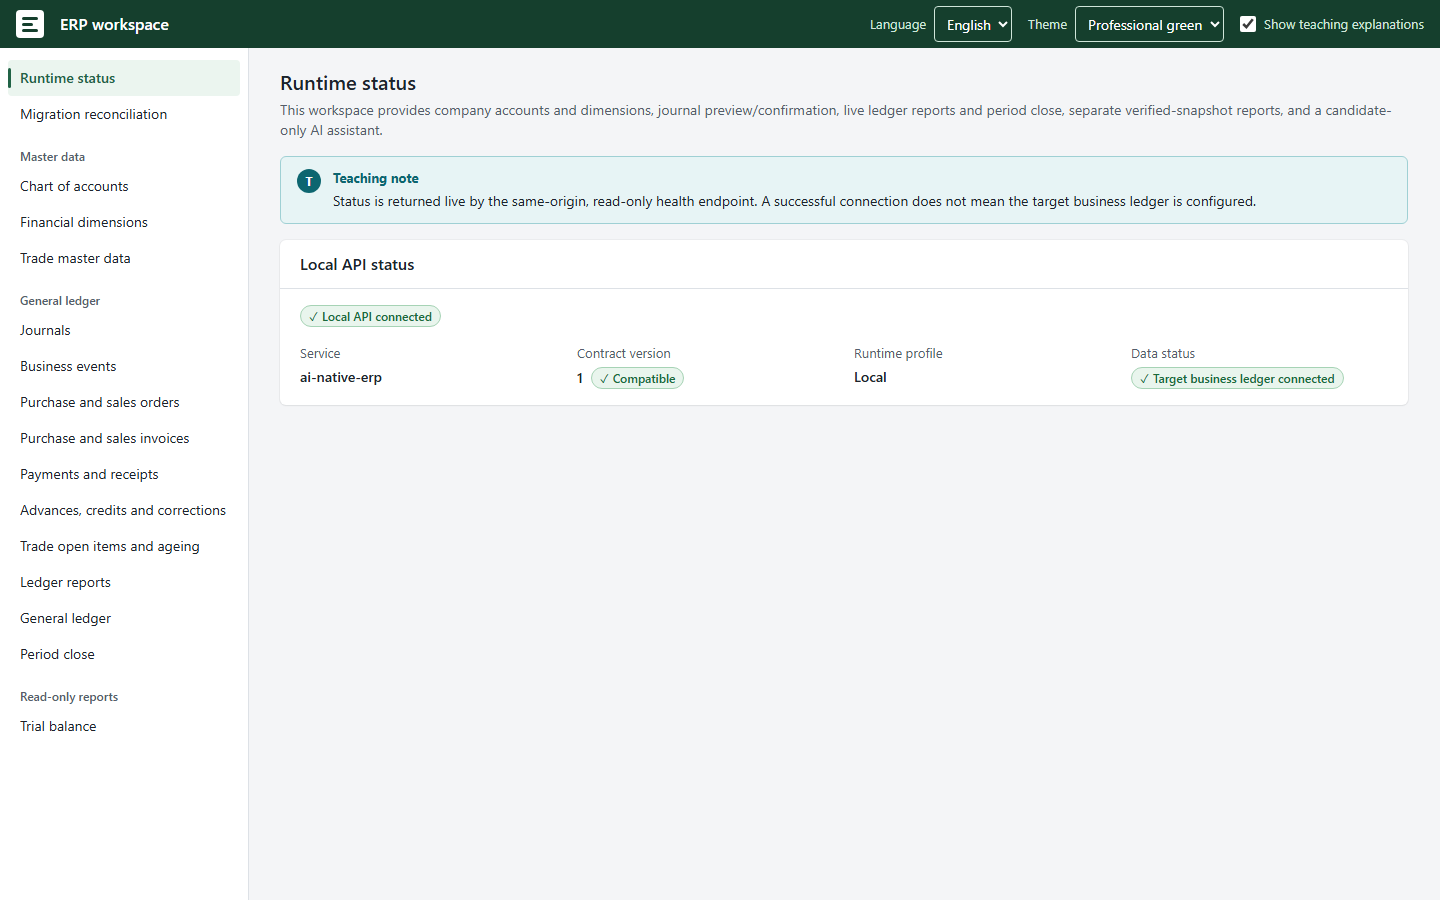 ERP workspace
Language English Theme Professional green Show teaching explanations
Runtime status
Migration reconciliation
Master data
Chart of accounts
Financial dimensions
Trade master data
General ledger
Journals
Business events
Purchase and sales orders
Purchase and sales invoices
Payments and receipts
Advances, credits and corrections
Trade open items and ageing
Ledger reports
General ledger
Period close
Read-only reports
Trial balance
Runtime status
This workspace provides company accounts and dimensions, journal preview/confirmation, live ledger reports and period close, separate verified-snapshot reports, and a candidate-
only AI assistant.
T Teaching note
Status is returned live by the same-origin, read-only health endpoint. A successful connection does not mean the target business ledger is configured.
Local API status
✓ Local API connected
Service Contract version Runtime profile Data status
ai-native-erp 1 ✓ Compatible Local ✓ Target business ledger connected